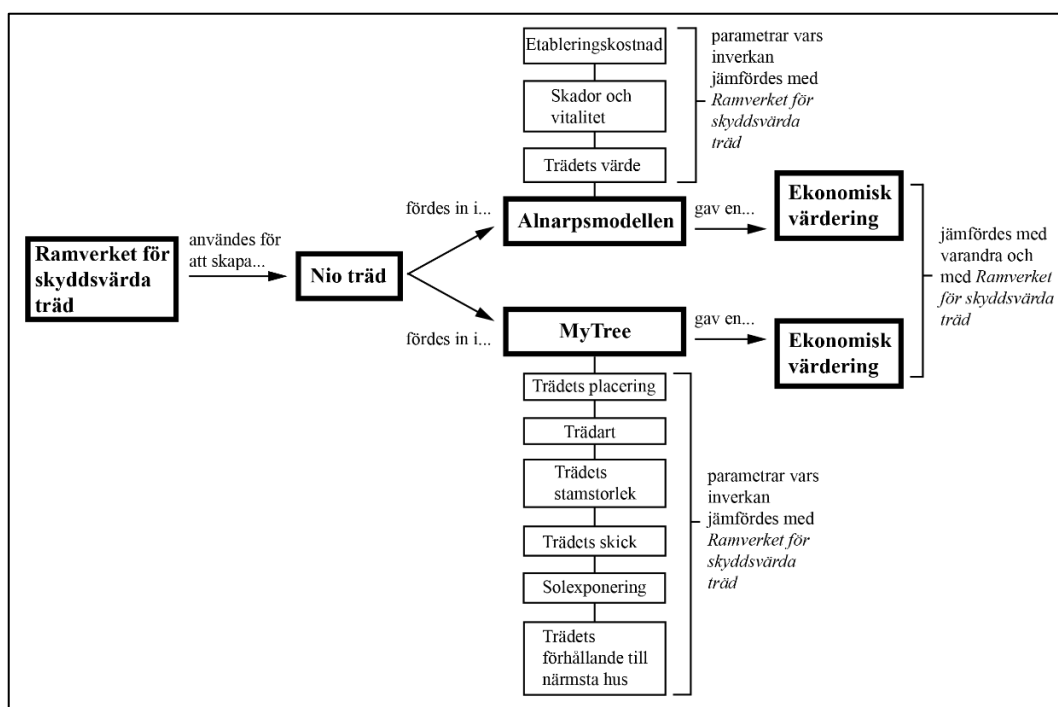 Etableringskostnad
Skador och
vitalitet
Trädets värde
parametrar vars
inverkan
jämfördes med
Ramverket för
skyddsvärda
träd
Ramverket för
skyddsvärda
träd
användes för
att skapa...
Nio träd
fördes in i...
Alnarpsmodellen
gav en...
Ekonomisk
värdering
fördes in i...
MyTree
gav en...
Ekonomisk
värdering
jämfördes med
varandra och
med Ramverket
för skyddsvärda
träd
Trädets placering
Trädart
Trädets
stamstorlek
Trädets skick
Solexponering
Trädets
förhållande till
närmsta hus
parametrar vars
inverkan
jämfördes med
Ramverket för
skyddsvärda
träd